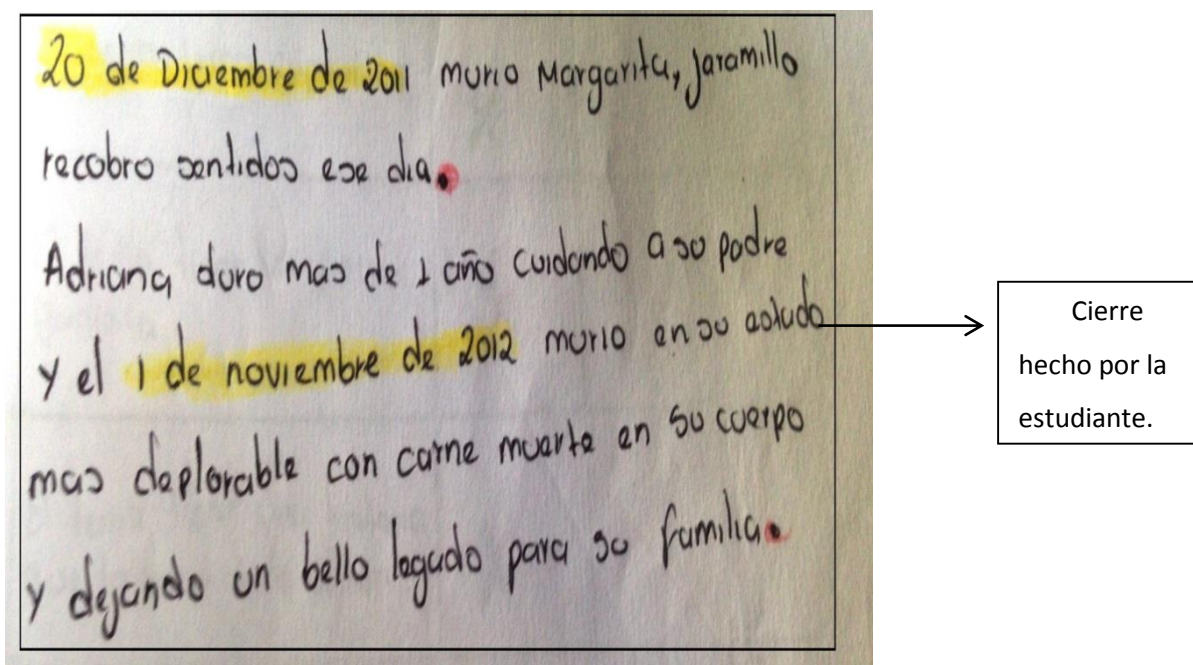 20 de Diciembre de 2011 murio Margarita, jaramillo
recobro sentidos ese dia.
Adriana duro mas de 1 año cuidando a su padre
y el 1 de noviembre de 2012 murio en su estado
mas deplorable con carne muerta en su cuerpo
y dejando un bello legado para su familia.
Cierre
hecho por la
estudiante.